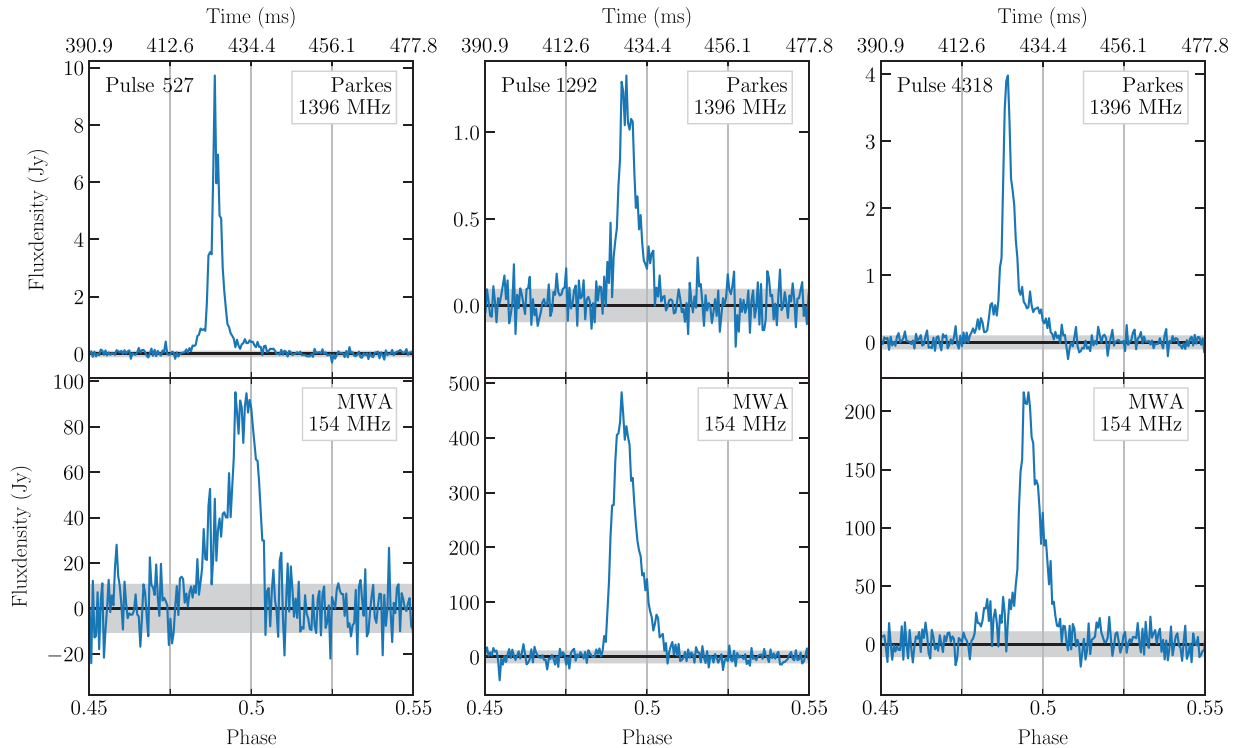 Time (ms)
Time (ms)
Time (ms)
390.9 412.6 434.4 456.1 477.8
390.9 412.6 434.4 456.1 477.8
390.9 412.6 434.4 456.1 477.8
Fluxdensity (Jy)
10
8
6
4
2
0
Pulse 527
Parkes
1396 MHz
1.0
0.5
0.0
Pulse 1292
Parkes
1396 MHz
4
3
2
1
0
Pulse 4318
Parkes
1396 MHz
Fluxdensity (Jy)
100
80
60
40
20
0
−20
MWA
154 MHz
500
400
300
200
100
0
MWA
154 MHz
200
150
100
50
0
MWA
154 MHz
0.45 0.5 0.55
0.45 0.5 0.55
0.45 0.5 0.55
Phase
Phase
Phase